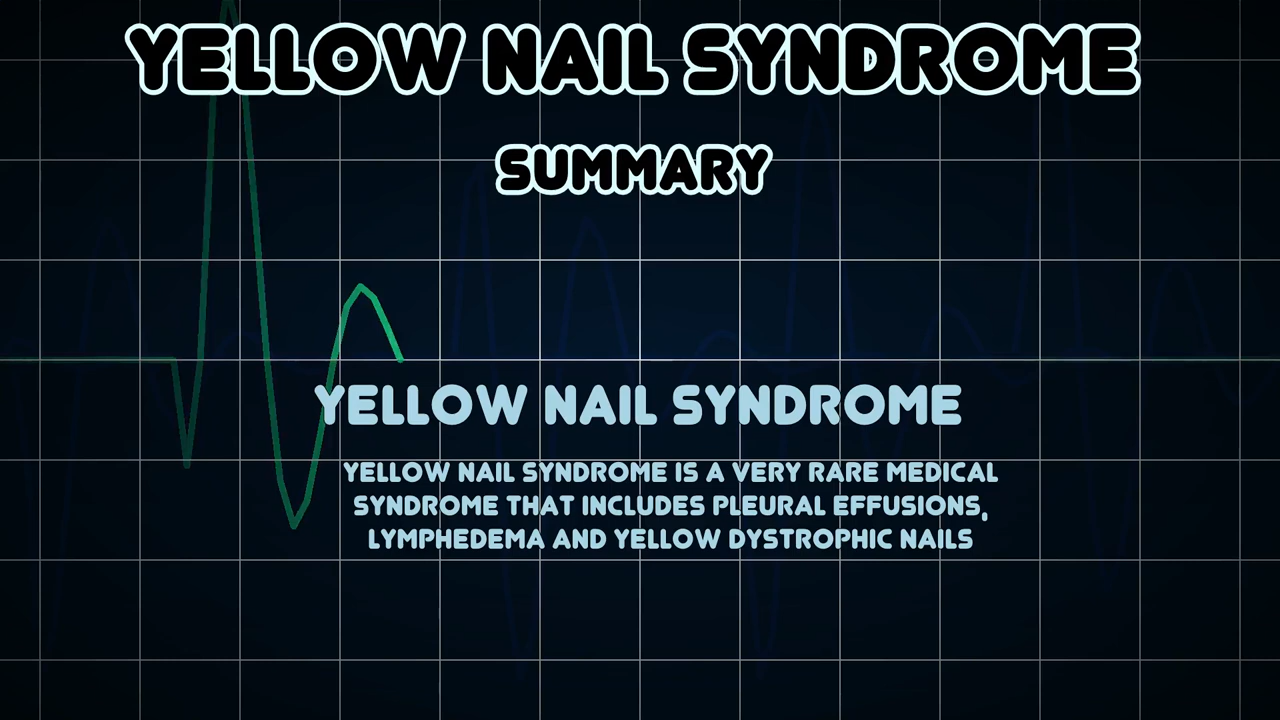 YELLOW NAIL SYNDROME
SUMMARY
YELLOW NAIL SYNDROME
YELLOW NAIL SYNDROME IS A VERY RARE MEDICAL
SYNDROME THAT INCLUDES PLEURAL EFFUSIONS,
LYMPHEDEMA AND YELLOW DYSTROPHIC NAILS